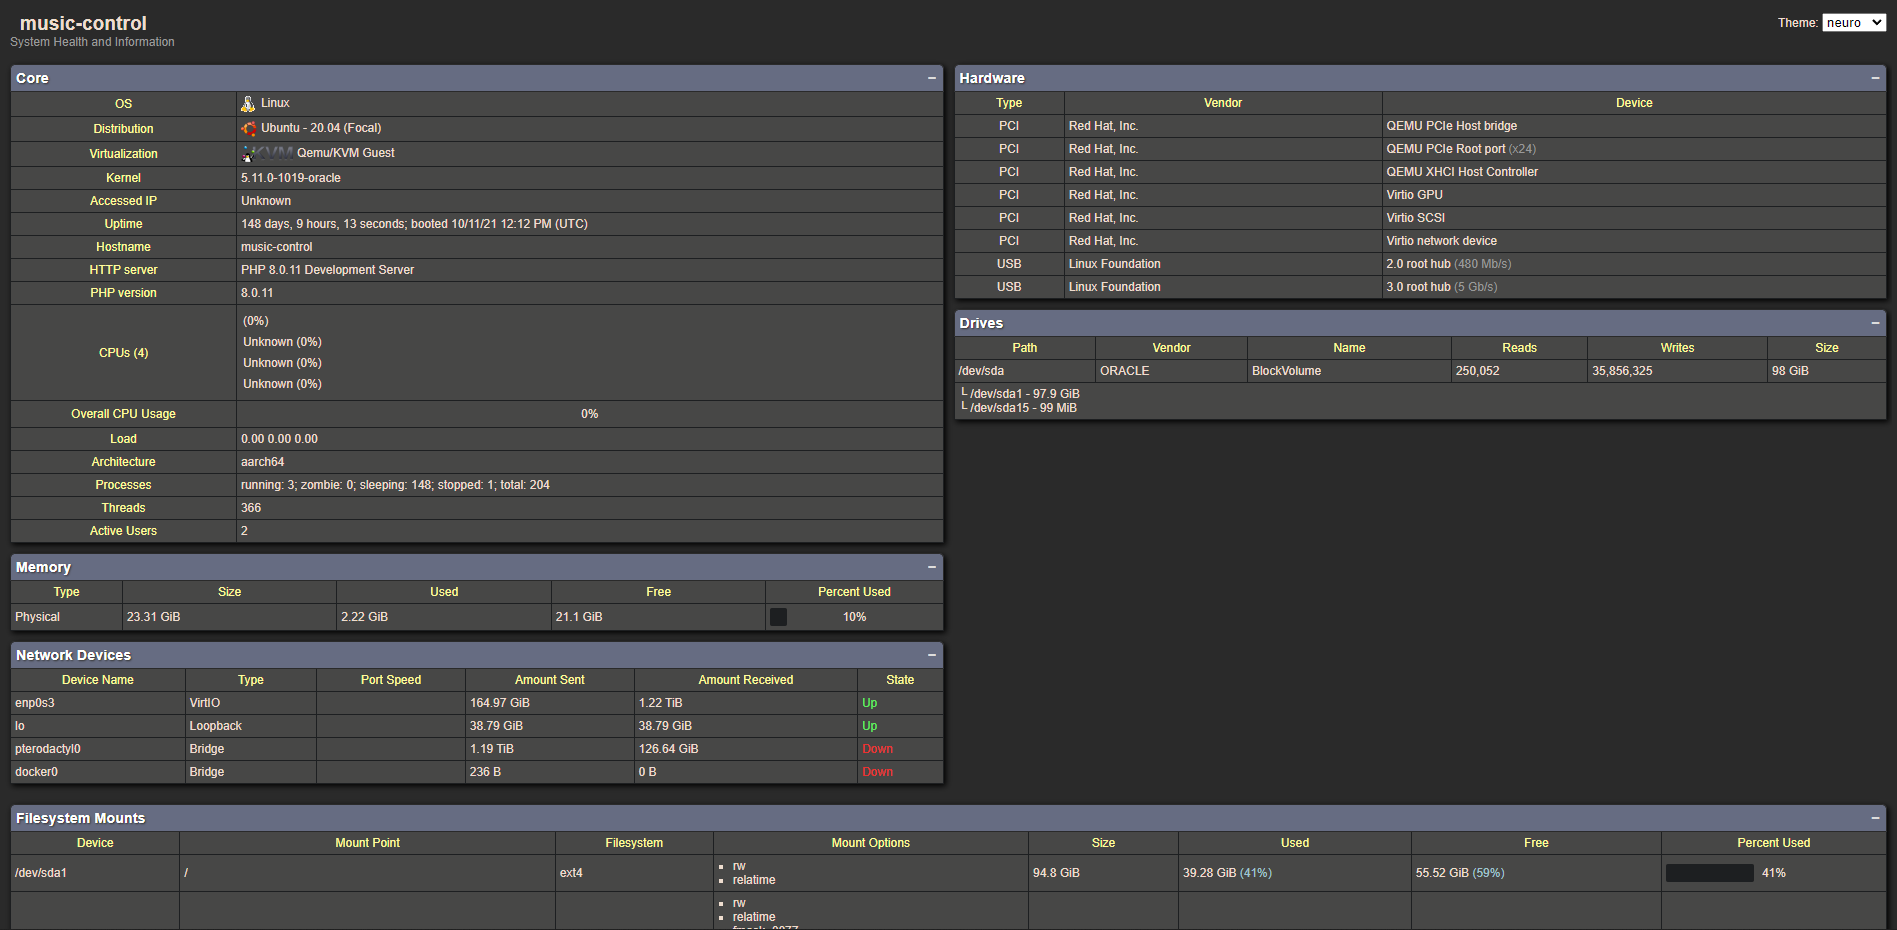 music-control
System Health and Information
Theme: neuro
Core −
OS Linux
Distribution Ubuntu - 20.04 (Focal)
Virtualization KVM Qemu/KVM Guest
Kernel 5.11.0-1019-oracle
Accessed IP Unknown
Uptime 148 days, 9 hours, 13 seconds; booted 10/11/21 12:12 PM (UTC)
Hostname music-control
HTTP server PHP 8.0.11 Development Server
PHP version 8.0.11
CPUs (4)
(0%)
Unknown (0%)
Unknown (0%)
Unknown (0%)
Overall CPU Usage 0%
Load 0.00 0.00 0.00
Architecture aarch64
Processes running: 3; zombie: 0; sleeping: 148; stopped: 1; total: 204
Threads 366
Active Users 2
Memory −
Type Size Used Free Percent Used
Physical 23.31 GiB 2.22 GiB 21.1 GiB 10%
Network Devices −
Device Name Type Port Speed Amount Sent Amount Received State
enp0s3 VirtIO 164.97 GiB 1.22 TiB Up
lo Loopback 38.79 GiB 38.79 GiB Up
pterodactyl0 Bridge 1.19 TiB 126.64 GiB Down
docker0 Bridge 236 B 0 B Down
Hardware −
Type Vendor Device
PCI Red Hat, Inc. QEMU PCIe Host bridge
PCI Red Hat, Inc. QEMU PCIe Root port (x24)
PCI Red Hat, Inc. QEMU XHCI Host Controller
PCI Red Hat, Inc. Virtio GPU
PCI Red Hat, Inc. Virtio SCSI
PCI Red Hat, Inc. Virtio network device
USB Linux Foundation 2.0 root hub (480 Mb/s)
USB Linux Foundation 3.0 root hub (5 Gb/s)
Drives −
Path Vendor Name Reads Writes Size
/dev/sda ORACLE BlockVolume 250,052 35,856,325 98 GiB
└ /dev/sda1 - 97.9 GiB
└ /dev/sda15 - 99 MiB
Filesystem Mounts −
Device Mount Point Filesystem Mount Options Size Used Free Percent Used
/dev/sda1 / ext4 ▪ rw 94.8 GiB 39.28 GiB (41%) 55.52 GiB (59%) 41%
▪ relatime
▪ rw
▪ relatime